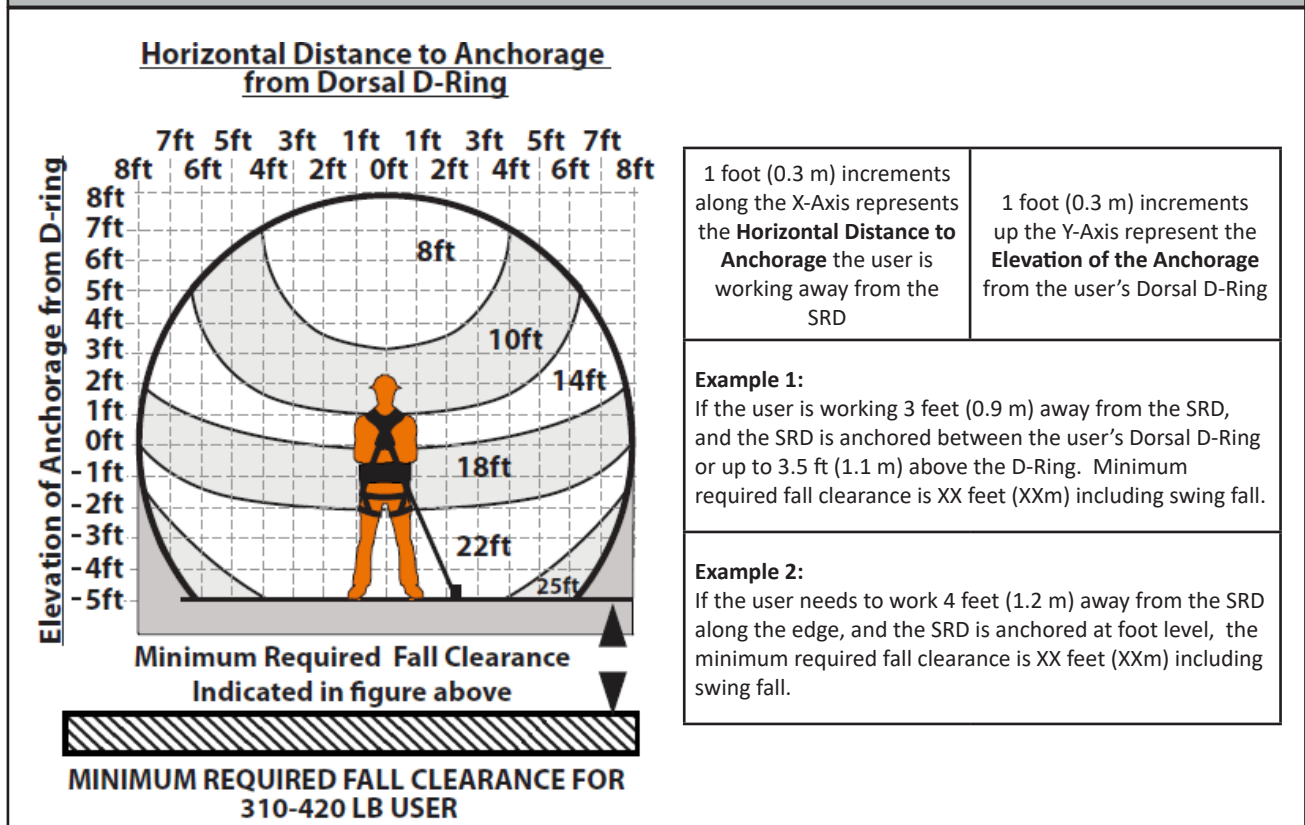 Horizontal Distance to Anchorage
from Dorsal D-Ring
7ft 5ft 3ft 1ft 1ft 3ft 5ft 7ft
8ft 6ft 4ft 2ft 0ft 2ft 4ft 6ft 8ft
Elevation of Anchorage from D-ring
8ft
7ft
6ft
5ft
4ft
3ft
2ft
1ft
0ft
-1ft
-2ft
-3ft
-4ft
-5ft
8ft
10ft
14ft
18ft
22ft
25ft
Minimum Required Fall Clearance
Indicated in figure above
MINIMUM REQUIRED FALL CLEARANCE FOR
310-420 LB USER
1 foot (0.3 m) increments
along the X-Axis represents
the Horizontal Distance to
Anchorage the user is
working away from the
SRD
1 foot (0.3 m) increments
up the Y-Axis represent the
Elevation of the Anchorage
from the user's Dorsal D-Ring
Example 1:
If the user is working 3 feet (0.9 m) away from the SRD,
and the SRD is anchored between the user's Dorsal D-Ring
or up to 3.5 ft (1.1 m) above the D-Ring. Minimum
required fall clearance is XX feet (XXm) including swing fall.
Example 2:
If the user needs to work 4 feet (1.2 m) away from the SRD
along the edge, and the SRD is anchored at foot level, the
minimum required fall clearance is XX feet (XXm) including
swing fall.